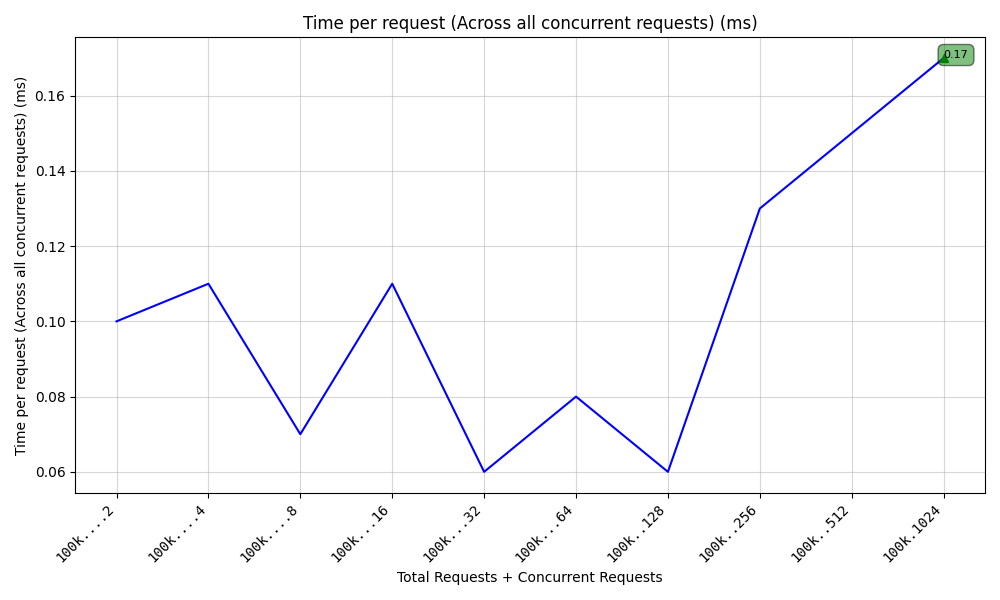 Time per request (Across all concurrent requests) (ms)
Time per request (Across all concurrent requests) (ms)
0.17
0.16
0.14
0.12
0.10
0.08
0.06
100k....2
100k....4
100k....8
100k...16
100k...32
100k...64
100k..128
100k..256
100k..512
100k.1024
Total Requests + Concurrent Requests